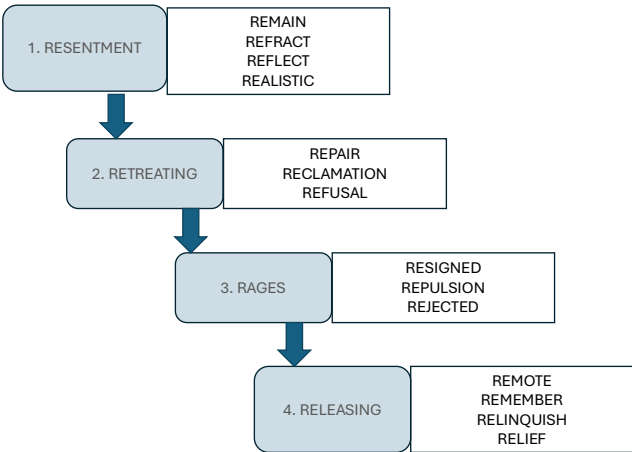 1. RESENTMENT
REMAIN
REFRACT
REFLECT
REALISTIC
2. RETREATING
REPAIR
RECLAMATION
REFUSAL
3. RAGES
RESIGNED
REPULSION
REJECTED
4. RELEASING
REMOTE
REMEMBER
RELINQUISH
RELIEF